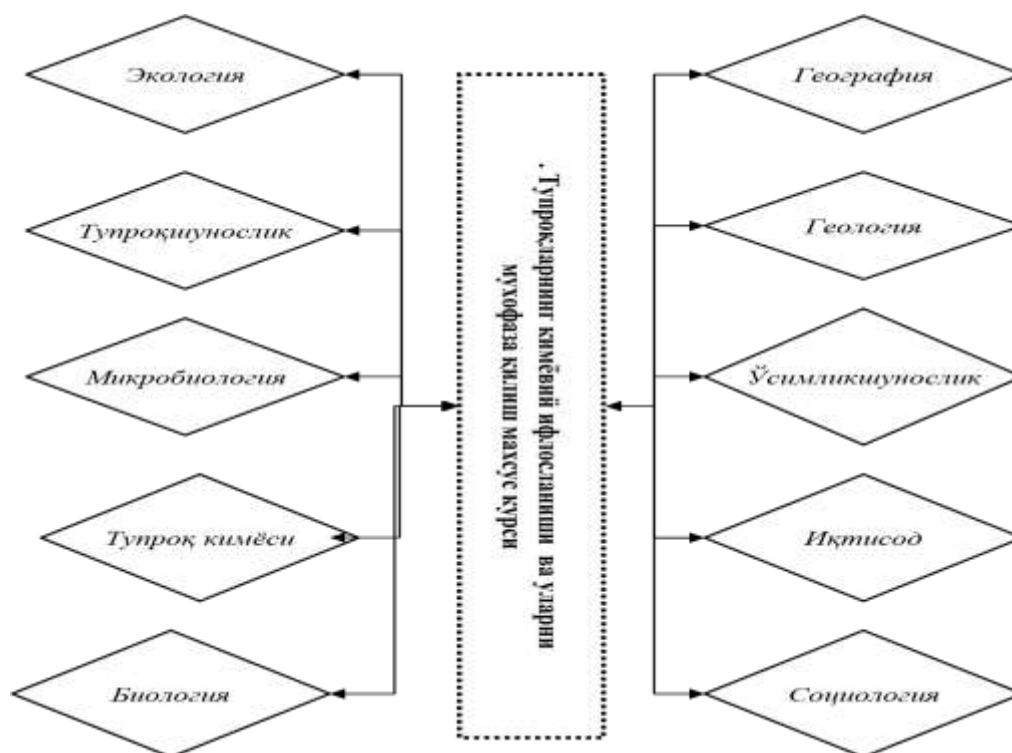 Экология
Тупроқшунослик
Микробиология
Тупроқ кимёси
Биология
. Тупроқларнинг кимёвий ифлосланиши ва уларни
мухофаза қилиш махсус курси
География
Геология
Ўсимликшунослик
Иқтисод
Социология